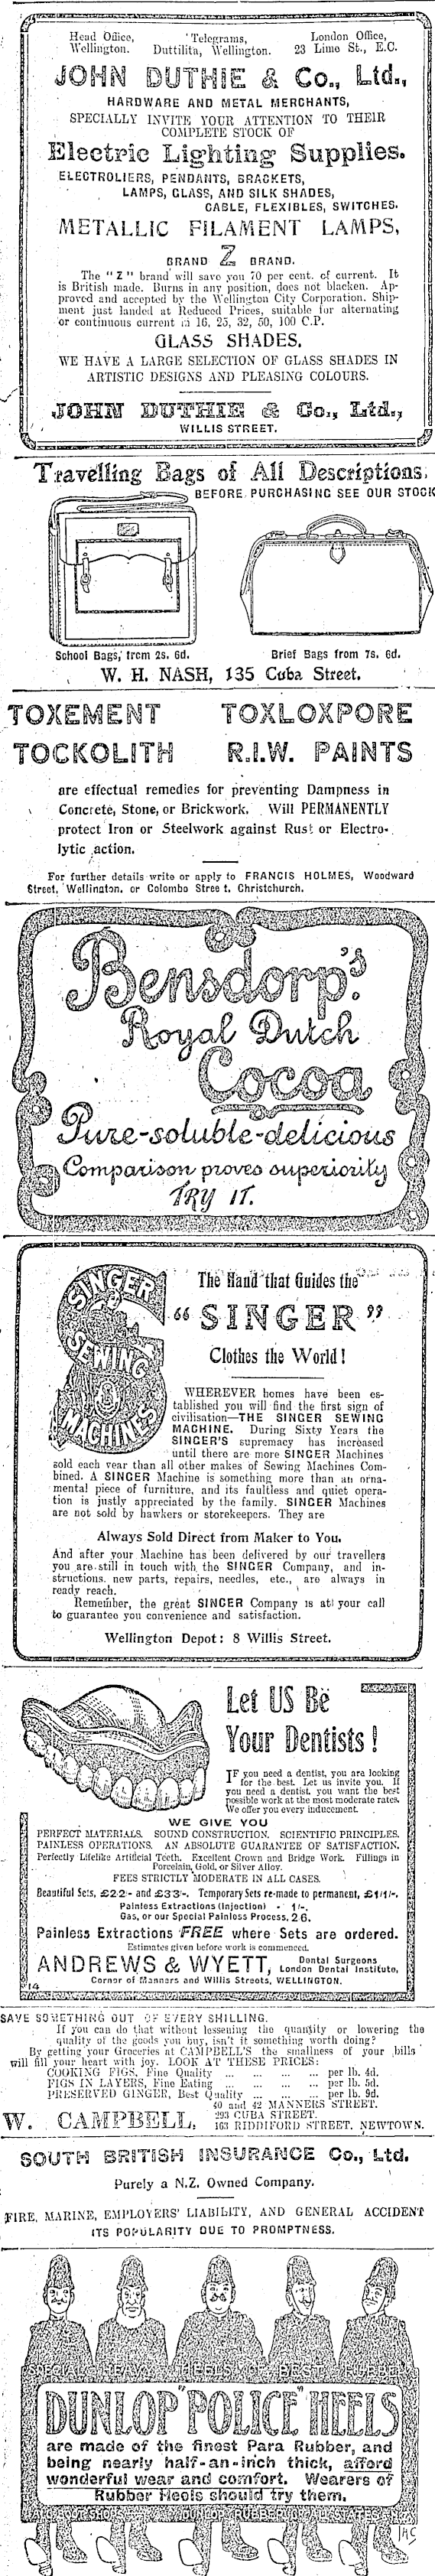 Head Office, Wellington.
Telegrams, Duttilita, Wellington.
London Office, 23 Lime St., E.C.
JOHN DUTHIE & Co., Ltd.,
HARDWARE AND METAL MERCHANTS,
SPECIALLY INVITE YOUR ATTENTION TO THEIR
COMPLETE STOCK OF
Electric Lighting Supplies.
ELECTROLIERS, PENDANTS, BRACKETS,
LAMPS, GLASS, AND SILK SHADES,
CABLE, FLEXIBLES, SWITCHES.
METALLIC FILAMENT LAMPS,
BRAND Z BRAND.
The "Z" brand will save you 70 per cent. of current. It
is British made. Burns in any position, does not blacken. Ap-
proved and accepted by the Wellington City Corporation. Ship-
ment just landed at Reduced Prices, suitable for alternating
or continuous current in 16, 25, 32, 50, 100 C.P.
GLASS SHADES.
WE HAVE A LARGE SELECTION OF GLASS SHADES IN
ARTISTIC DESIGNS AND PLEASING COLOURS.
JOHN DUTHIE & Co., Ltd.,
WILLIS STREET.
Travelling Bags of All Descriptions.
BEFORE PURCHASING SEE OUR STOCK
School Bags, from 2s. 6d.
Brief Bags from 7s. 6d.
W. H. NASH, 135 Cuba Street.
TOXEMENT TOXLOXPORE
TOCKOLITH R.I.W. PAINTS
are effectual remedies for preventing Dampness in
Concrete, Stone, or Brickwork. Will PERMANENTLY
protect Iron or Steelwork against Rust or Electro-
lytic action.
For further details write or apply to FRANCIS HOLMES, Woodward
Street, Wellington, or Colombo Street, Christchurch.
Bensdorp's
Royal Dutch
Cocoa
Pure-soluble-delicious
Comparison proves superiority
TRY IT.
SINGER
SEWING
MACHINES
The Hand that Guides the
"SINGER"
Clothes the World!
WHEREVER homes have been es-
tablished you will find the first sign of
civilisation—THE SINGER SEWING
MACHINE. During Sixty Years the
SINGER'S supremacy has increased
until there are more SINGER Machines
sold each year than all other makes of Sewing Machines Com-
bined. A SINGER Machine is something more than an orna-
mental piece of furniture, and its faultless and quiet opera-
tion is justly appreciated by the family. SINGER Machines
are not sold by hawkers or storekeepers. They are
Always Sold Direct from Maker to You.
And after your Machine has been delivered by our travellers
you are still in touch with the SINGER Company, and in-
structions, new parts, repairs, needles, etc., are always in
ready reach.
Remember, the great SINGER Company is at your call
to guarantee you convenience and satisfaction.
Wellington Depot: 8 Willis Street.
Let US Be
Your Dentists!
IF you need a dentist, you are looking
for the best. Let us invite you. If
you need a dentist, you want the best
possible work at the most moderate rates.
We offer you every inducement.
WE GIVE YOU
PERFECT MATERIALS. SOUND CONSTRUCTION. SCIENTIFIC PRINCIPLES.
PAINLESS OPERATIONS. AN ABSOLUTE GUARANTEE OF SATISFACTION.
Perfectly Lifelike Artificial Teeth. Excellent Crown and Bridge Work. Fillings in
Porcelain, Gold, or Silver Alloy.
FEES STRICTLY MODERATE IN ALL CASES.
Beautiful Sets, £2 2/- and £3 3/-. Temporary Sets re-made to permanent, £1 1/-.
Painless Extractions (Injection) - 1/-.
Gas, or our Special Painless Process, 2/6.
Painless Extractions FREE where Sets are ordered.
Estimates given before work is commenced.
ANDREWS & WYETT, Dental Surgeons
London Dental Institute,
Corner of Manners and Willis Streets, WELLINGTON.
14
SAVE SOMETHING OUT OF EVERY SHILLING.
If you can do that without lessening the quantity or lowering the
quality of the goods you buy, isn't it something worth doing?
By getting your Groceries at CAMPBELL'S the smallness of your bills
will fill your heart with joy. LOOK AT THESE PRICES:
COOKING FIGS, Fine Quality ... ... ... ... per lb. 4d.
FIGS IN LAYERS, Fine Eating ... ... ... ... per lb. 5d.
PRESERVED GINGER, Best Quality ... ... ... per lb. 9d.
W. CAMPBELL, 40 and 42 MANNERS STREET.
293 CUBA STREET.
163 RIDDIFORD STREET, NEWTOWN.
SOUTH BRITISH INSURANCE Co., Ltd.
Purely a N.Z. Owned Company.
FIRE, MARINE, EMPLOYERS' LIABILITY, AND GENERAL ACCIDENT
ITS POPULARITY DUE TO PROMPTNESS.
SPECIAL HEAVY HEELS OF BEST RUBBER
DUNLOP "POLICE" HEELS
are made of the finest Para Rubber, and
being nearly half-an-inch thick, afford
wonderful wear and comfort. Wearers of
Rubber Heels should try them.